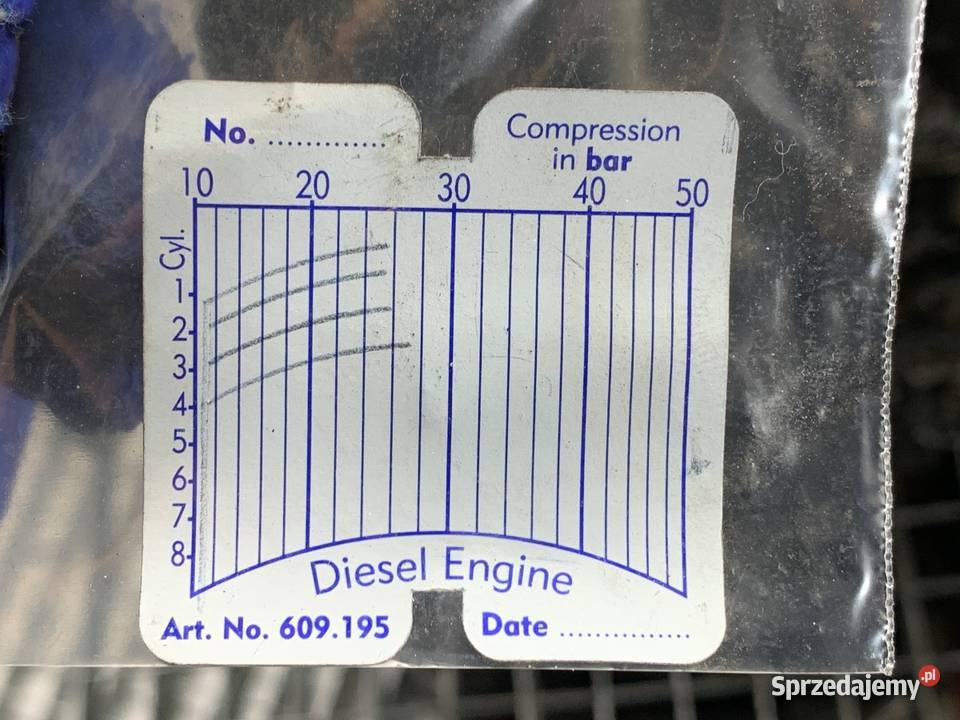 No. .............
Compression
in bar
10 20 30 40 50
Cyl.
1
2
3
4
5
6
7
8
Diesel Engine
Art. No. 609.195
Date ...............
Sprzedajemy.pl